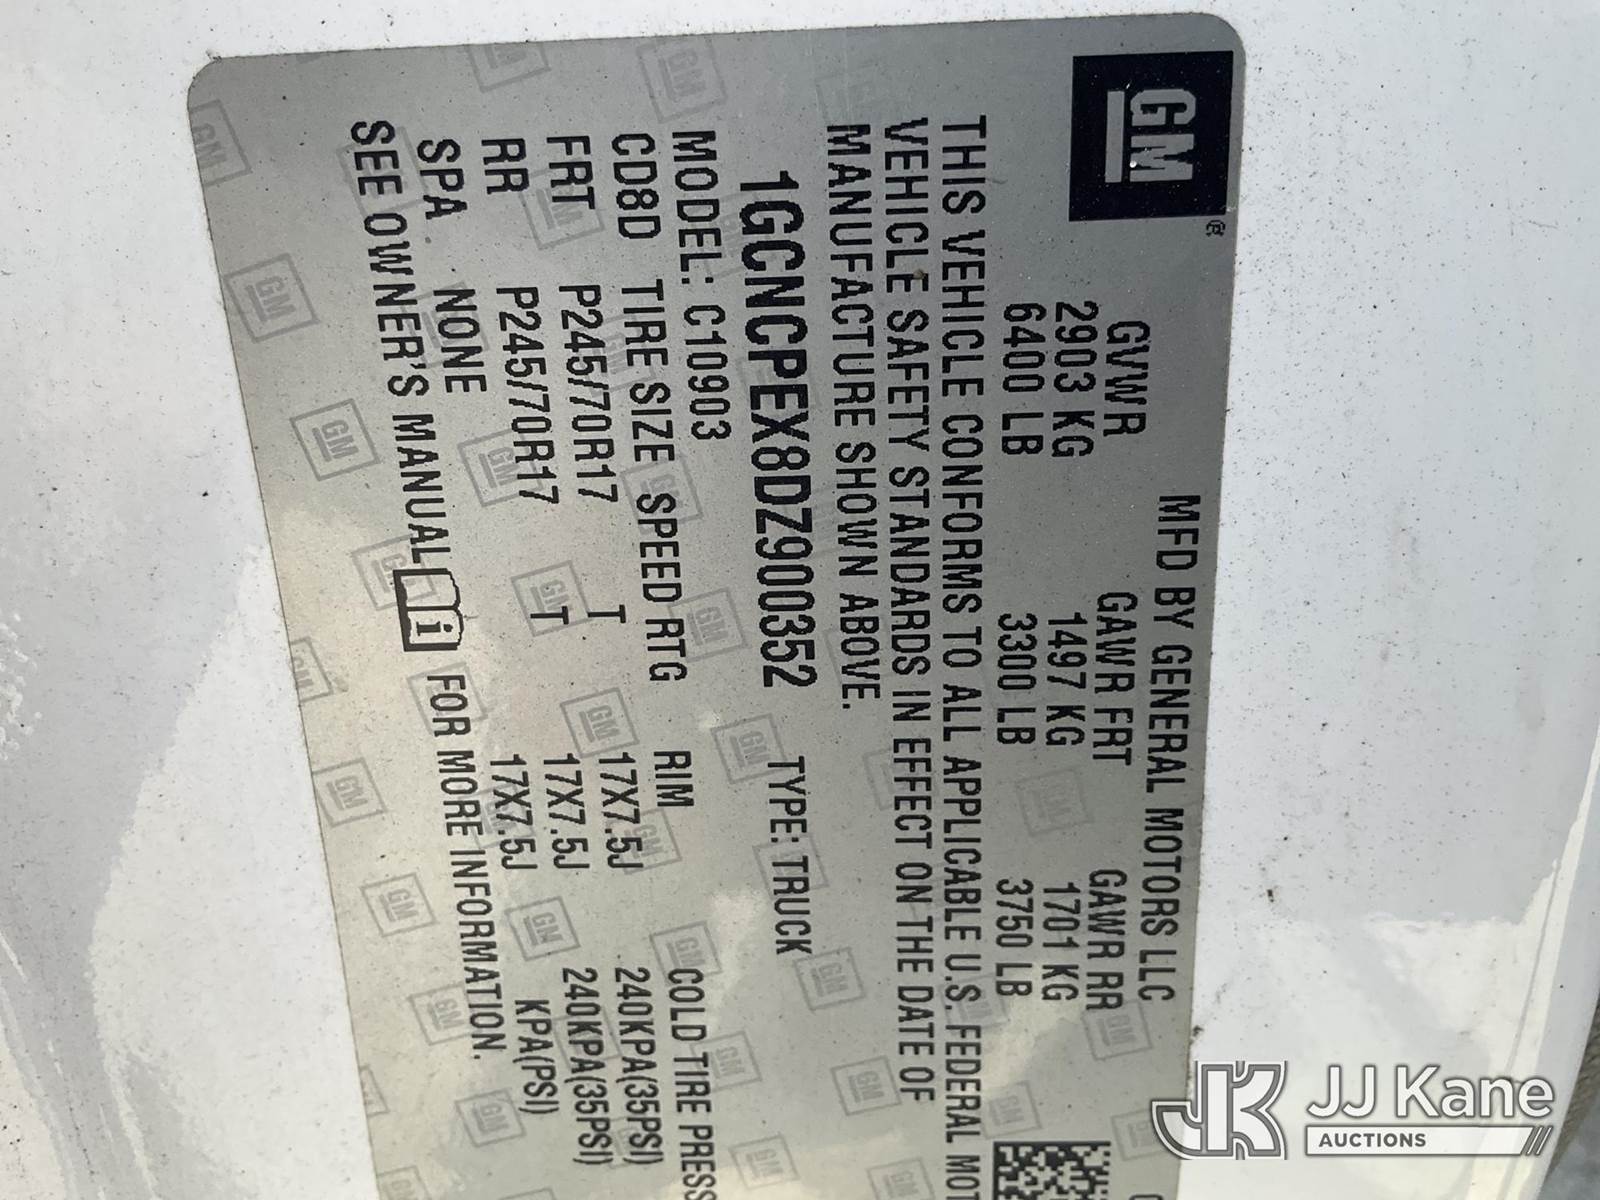 GM
®
MFD BY GENERAL MOTORS LLC
GVWR GAWR FRT GAWR RR
2903 KG 1497 KG 1701 KG
6400 LB 3300 LB 3750 LB
THIS VEHICLE CONFORMS TO ALL APPLICABLE U.S. FEDERAL MOT
VEHICLE SAFETY STANDARDS IN EFFECT ON THE DATE OF
MANUFACTURE SHOWN ABOVE.
1GCNCPEX8DZ900352 TYPE: TRUCK
MODEL: C10903
CD8D TIRE SIZE SPEED RTG RIM COLD TIRE PRESS
FRT P245/70R17 T 17X7.5J 240KPA(35PSI)
RR P245/70R17 T 17X7.5J 240KPA(35PSI)
SPA NONE 17X7.5J KPA(PSI)
SEE OWNER'S MANUAL i FOR MORE INFORMATION.
JK JJ Kane
AUCTIONS